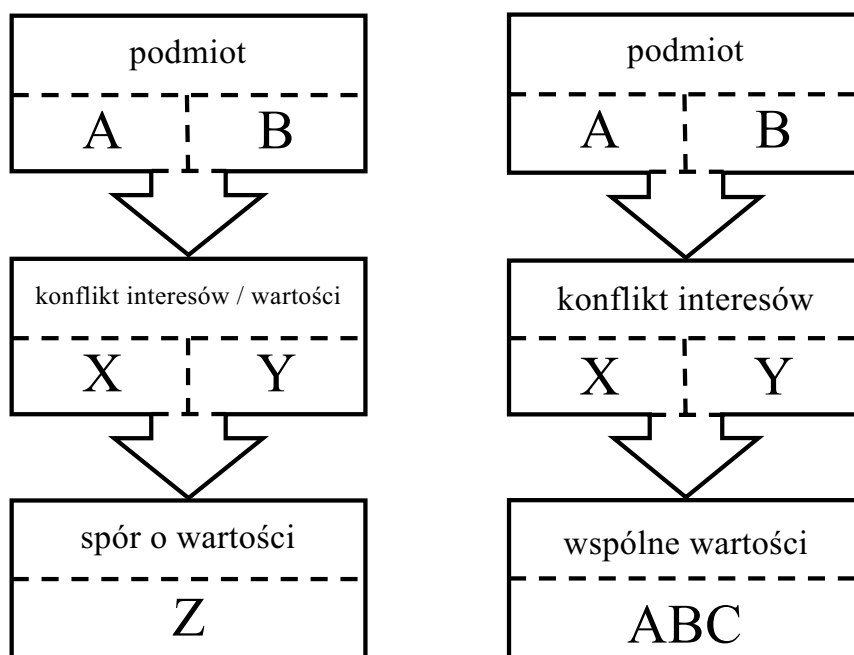 podmiot
A B
konflikt interesów / wartości
X Y
spór o wartości
Z
podmiot
A B
konflikt interesów
X Y
wspólne wartości
ABC